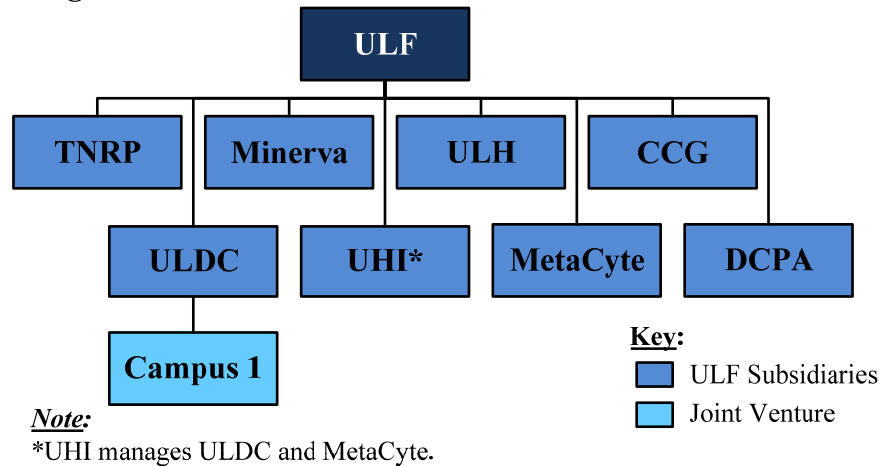 ULF
TNRP
Minerva
ULH
CCG
ULDC
UHI*
MetaCyte
DCPA
Campus 1
Key:
ULF Subsidiaries
Joint Venture
Note:
*UHI manages ULDC and MetaCyte.